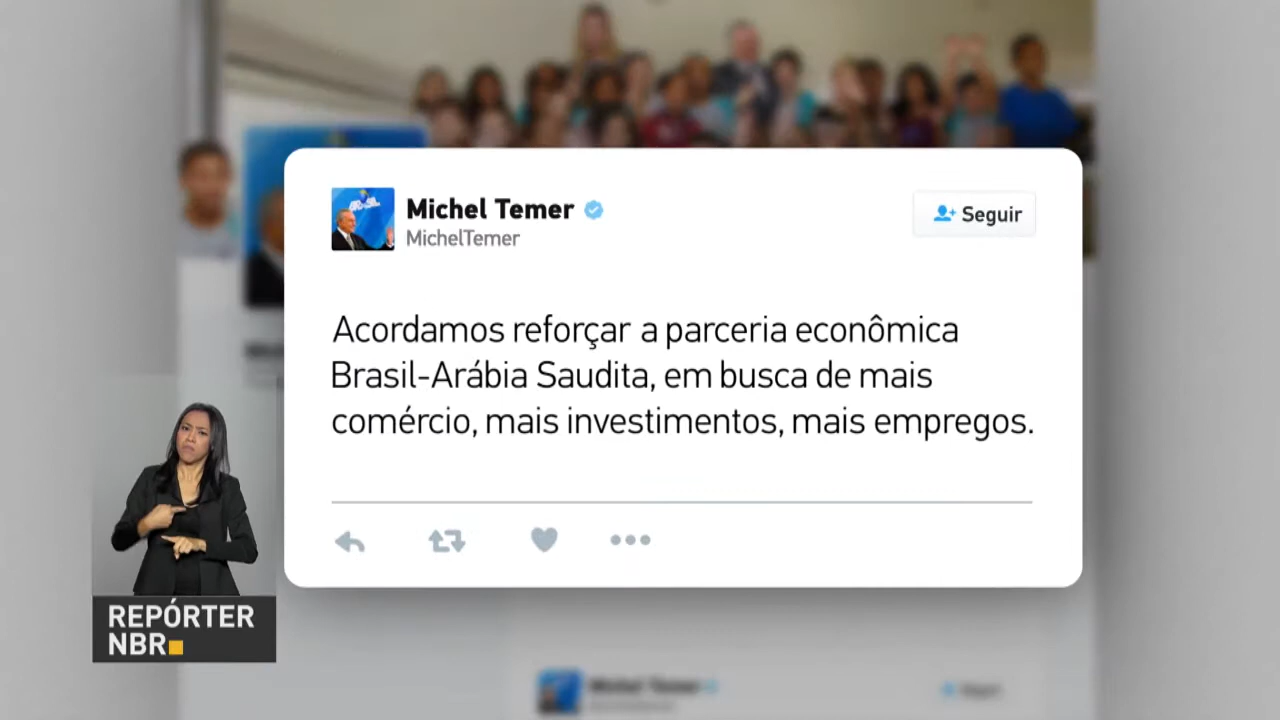 Michel Temer
MichelTemer
Seguir
Acordamos reforçar a parceria econômica
Brasil-Arábia Saudita, em busca de mais
comércio, mais investimentos, mais empregos.
REPÓRTER
NBR